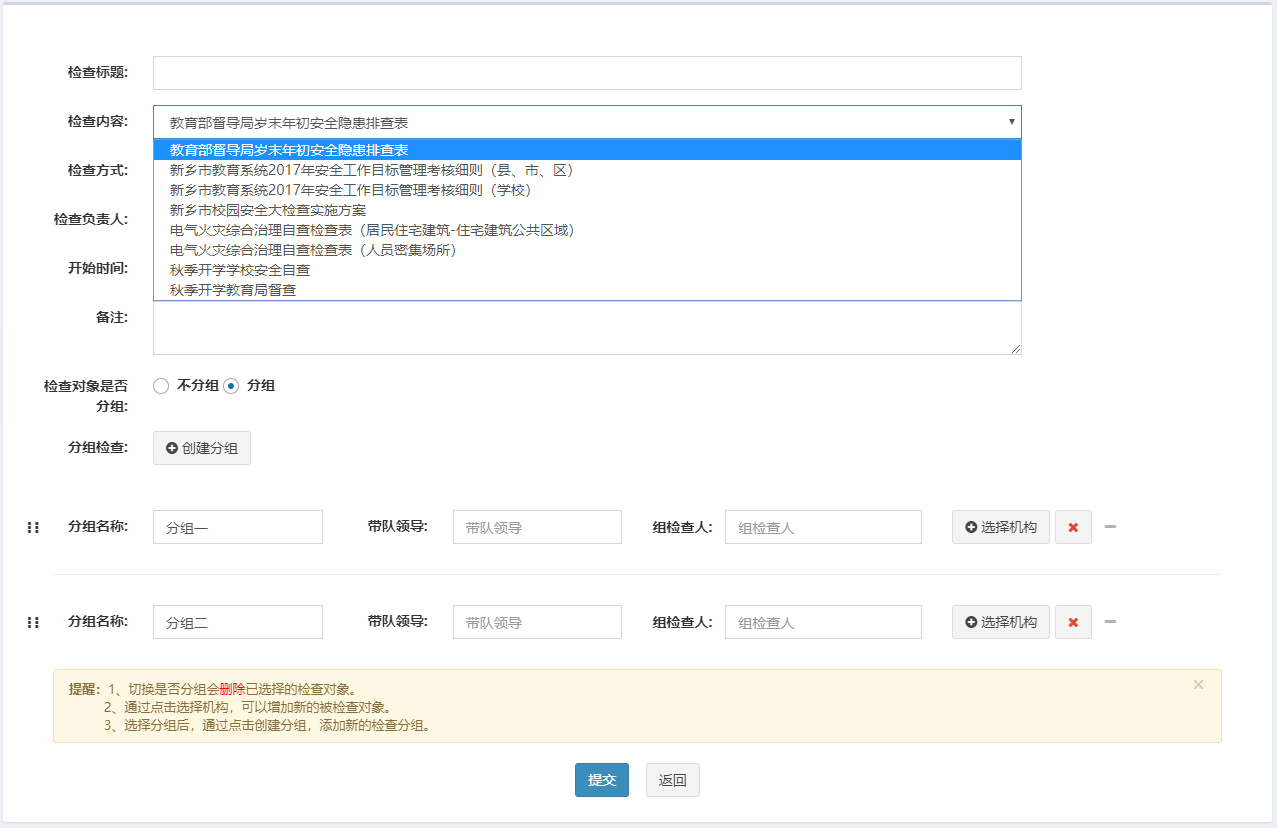 检查标题:
检查内容:
教育部督导局岁末年初安全隐患排查表
教育部督导局岁末年初安全隐患排查表
检查方式:
新乡市教育系统2017年安全工作目标管理考核细则（县、市、区）
新乡市教育系统2017年安全工作目标管理考核细则（学校）
检查负责人:
新乡市校园安全大检查实施方案
电气火灾综合治理自查检查表（居民住宅建筑-住宅建筑公共区域）
电气火灾综合治理自查检查表（人员密集场所）
开始时间:
秋季开学学校安全自查
秋季开学教育局督查
备注:
检查对象是否分组:
不分组 分组
分组检查:
创建分组
分组名称: 分组一 带队领导: 带队领导 组检查人: 组检查人 选择机构
分组名称: 分组二 带队领导: 带队领导 组检查人: 组检查人 选择机构
提醒：1、切换是否分组会删除已选择的检查对象。
2、通过点击选择机构，可以增加新的被检查对象。
3、选择分组后，通过点击创建分组，添加新的检查分组。
提交 返回